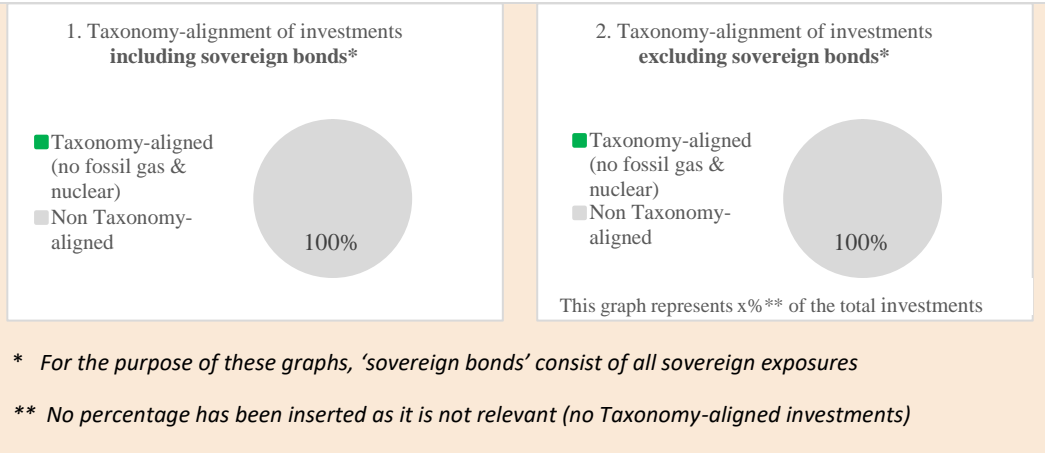 1. Taxonomy-alignment of investments
including sovereign bonds*
Taxonomy-aligned
(no fossil gas &
nuclear)
Non Taxonomy-
aligned
100%
2. Taxonomy-alignment of investments
excluding sovereign bonds*
Taxonomy-aligned
(no fossil gas &
nuclear)
Non Taxonomy-
aligned
100%
This graph represents x%** of the total investments
* For the purpose of these graphs, ‘sovereign bonds’ consist of all sovereign exposures
** No percentage has been inserted as it is not relevant (no Taxonomy-aligned investments)